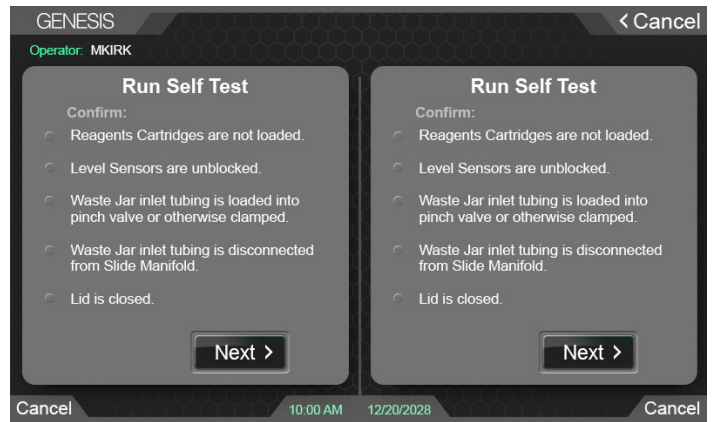 GENESIS
< Cancel
Operator: MKIRK
Run Self Test
Confirm:
Reagents Cartridges are not loaded.
Level Sensors are unblocked.
Waste Jar inlet tubing is loaded into
pinch valve or otherwise clamped.
Waste Jar inlet tubing is disconnected
from Slide Manifold.
Lid is closed.
Next >
Run Self Test
Confirm:
Reagents Cartridges are not loaded.
Level Sensors are unblocked.
Waste Jar inlet tubing is loaded into
pinch valve or otherwise clamped.
Waste Jar inlet tubing is disconnected
from Slide Manifold.
Lid is closed.
Next >
Cancel
10:00 AM
12/20/2028
Cancel